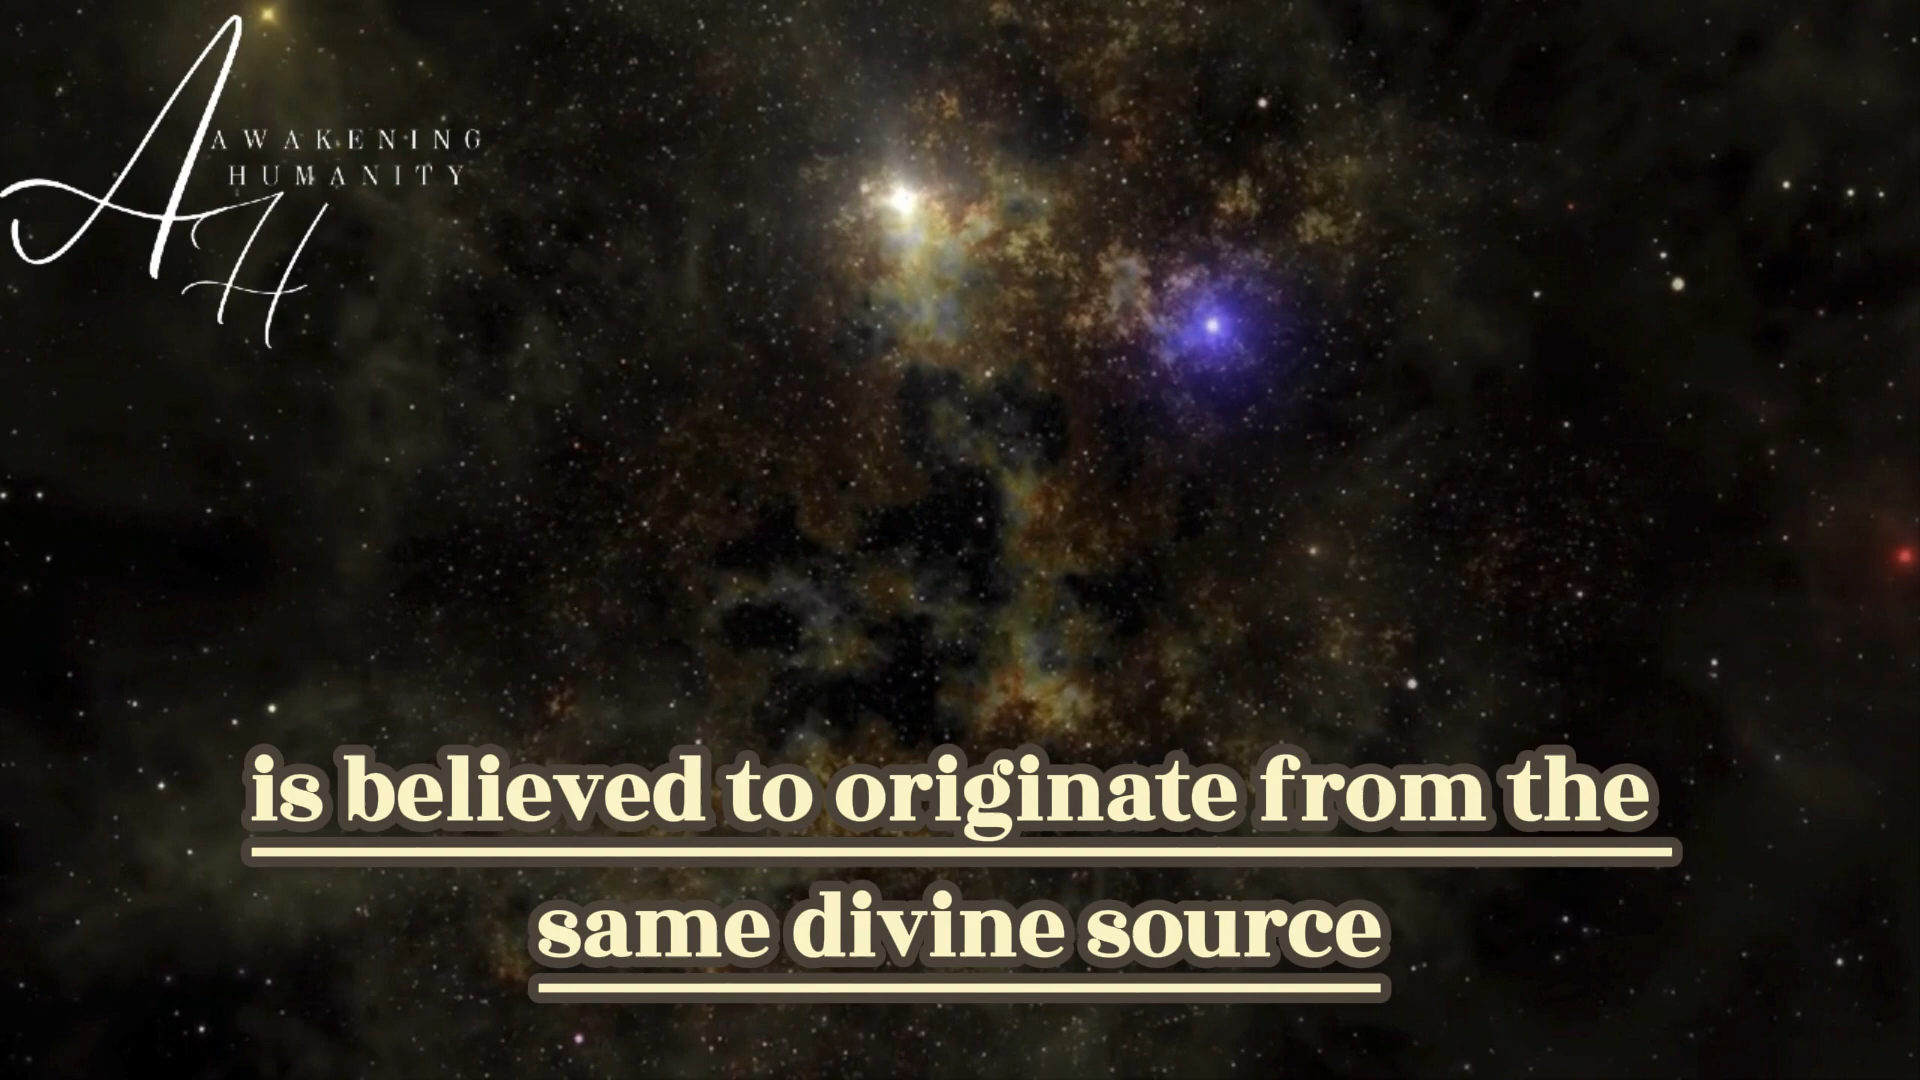 AWAKENING
HUMANITY
AH
is believed to originate from the
same divine source